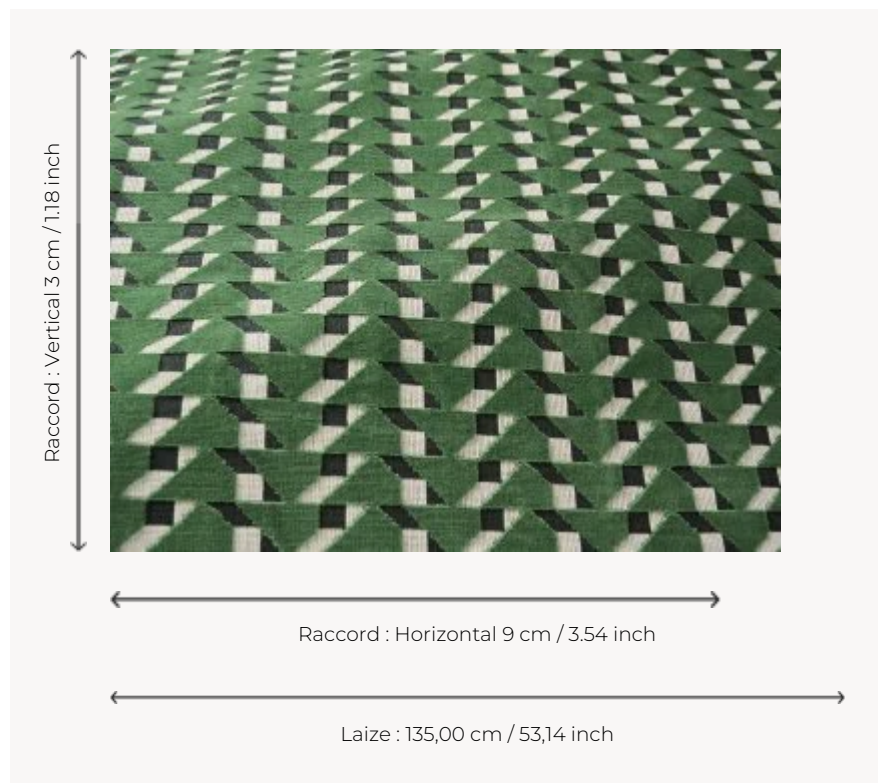 Raccord : Vertical 3 cm / 1.18 inch
Raccord : Horizontal 9 cm / 3.54 inch
Laize : 135,00 cm / 53,14 inch